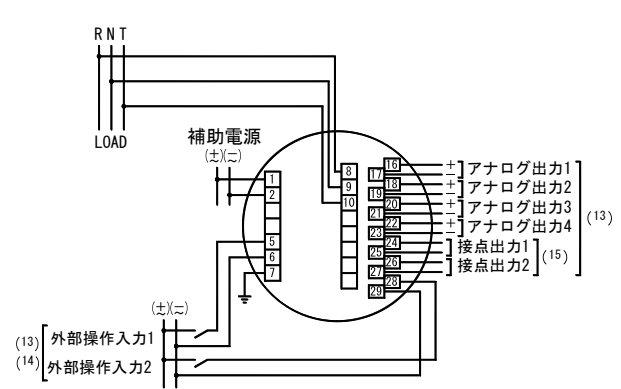 R N T
LOAD
補助電源
(±)(∓)
1
2
5
6
7
8
9
10
16
17
18
19
20
21
22
23
24
25
26
27
28
29
+
− アナログ出力1
+
− アナログ出力2
+
− アナログ出力3
+
− アナログ出力4
接点出力1
接点出力2
(15)
(13)
(±)(∓)
(13)
(14)
外部操作入力1
外部操作入力2